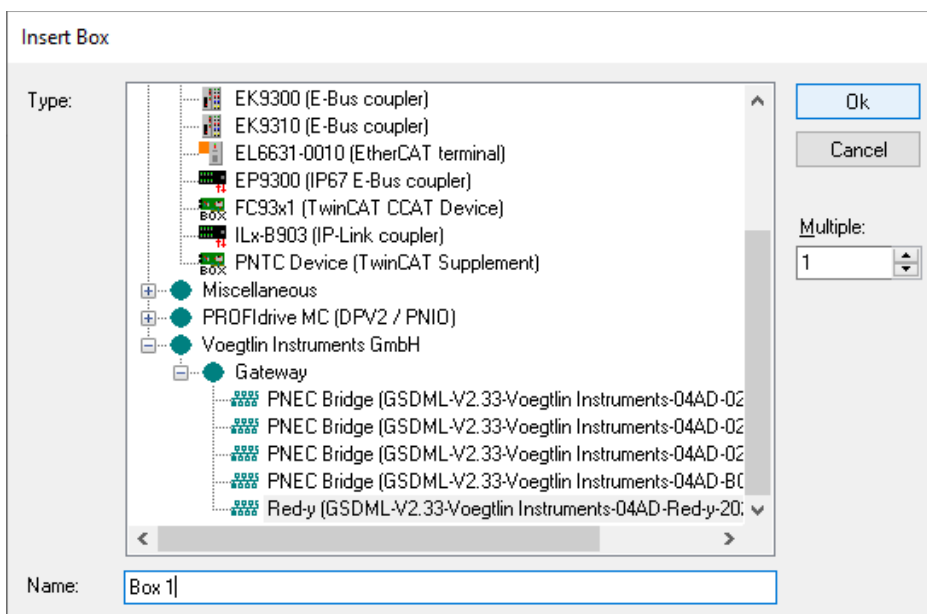 Insert Box
Type:
EK9300 (E-Bus coupler)
EK9310 (E-Bus coupler)
EL6631-0010 (EtherCAT terminal)
EP9300 (IP67 E-Bus coupler)
BOX FC93x1 (TwinCAT CCAT Device)
ILx-B903 (IP-Link coupler)
BOX PNTC Device (TwinCAT Supplement)
Miscellaneous
PROFIdrive MC (DPV2 / PNIO)
Voegtlin Instruments GmbH
Gateway
PNEC Bridge (GSDML-V2.33-Voegtlin Instruments-04AD-02
PNEC Bridge (GSDML-V2.33-Voegtlin Instruments-04AD-02
PNEC Bridge (GSDML-V2.33-Voegtlin Instruments-04AD-02
PNEC Bridge (GSDML-V2.33-Voegtlin Instruments-04AD-B0
Red-y (GSDML-V2.33-Voegtlin Instruments-04AD-Red-y-20
Ok
Cancel
Multiple:
1
Name:
Box 1